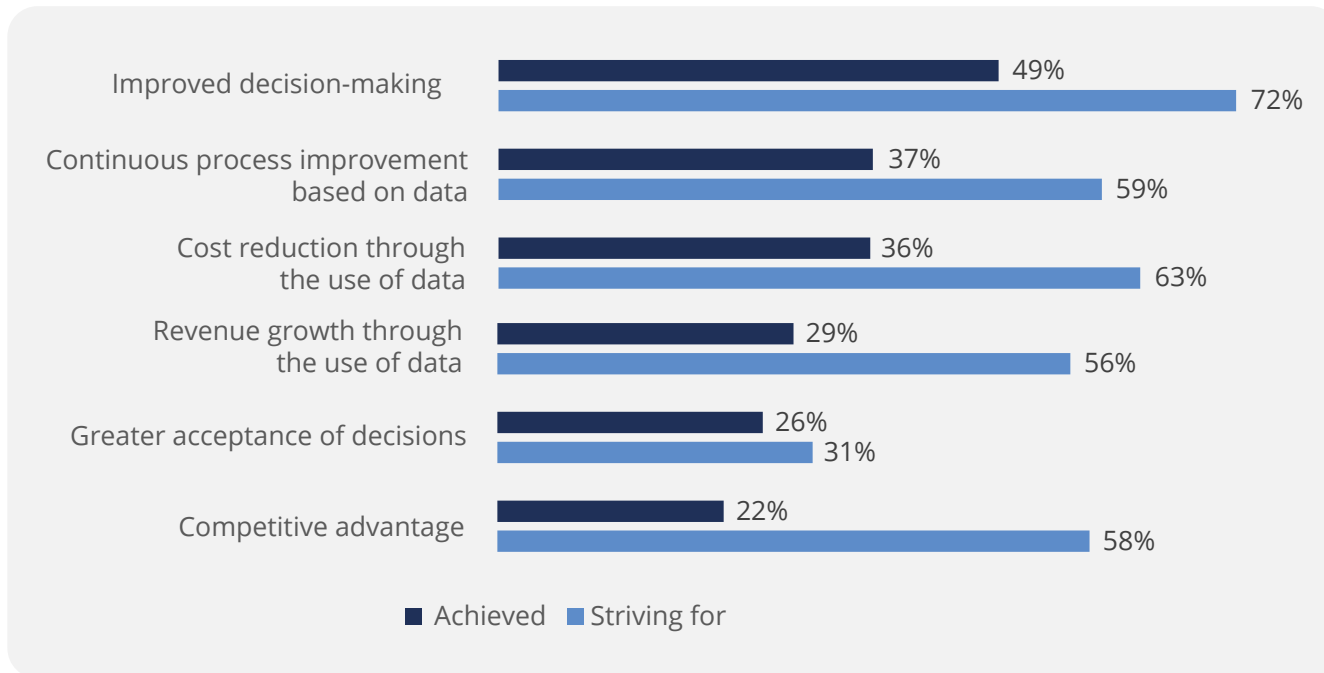 Improved decision-making
49%
72%
Continuous process improvement
based on data
37%
59%
Cost reduction through
the use of data
36%
63%
Revenue growth through
the use of data
29%
56%
Greater acceptance of decisions
26%
31%
Competitive advantage
22%
58%
Achieved
Striving for